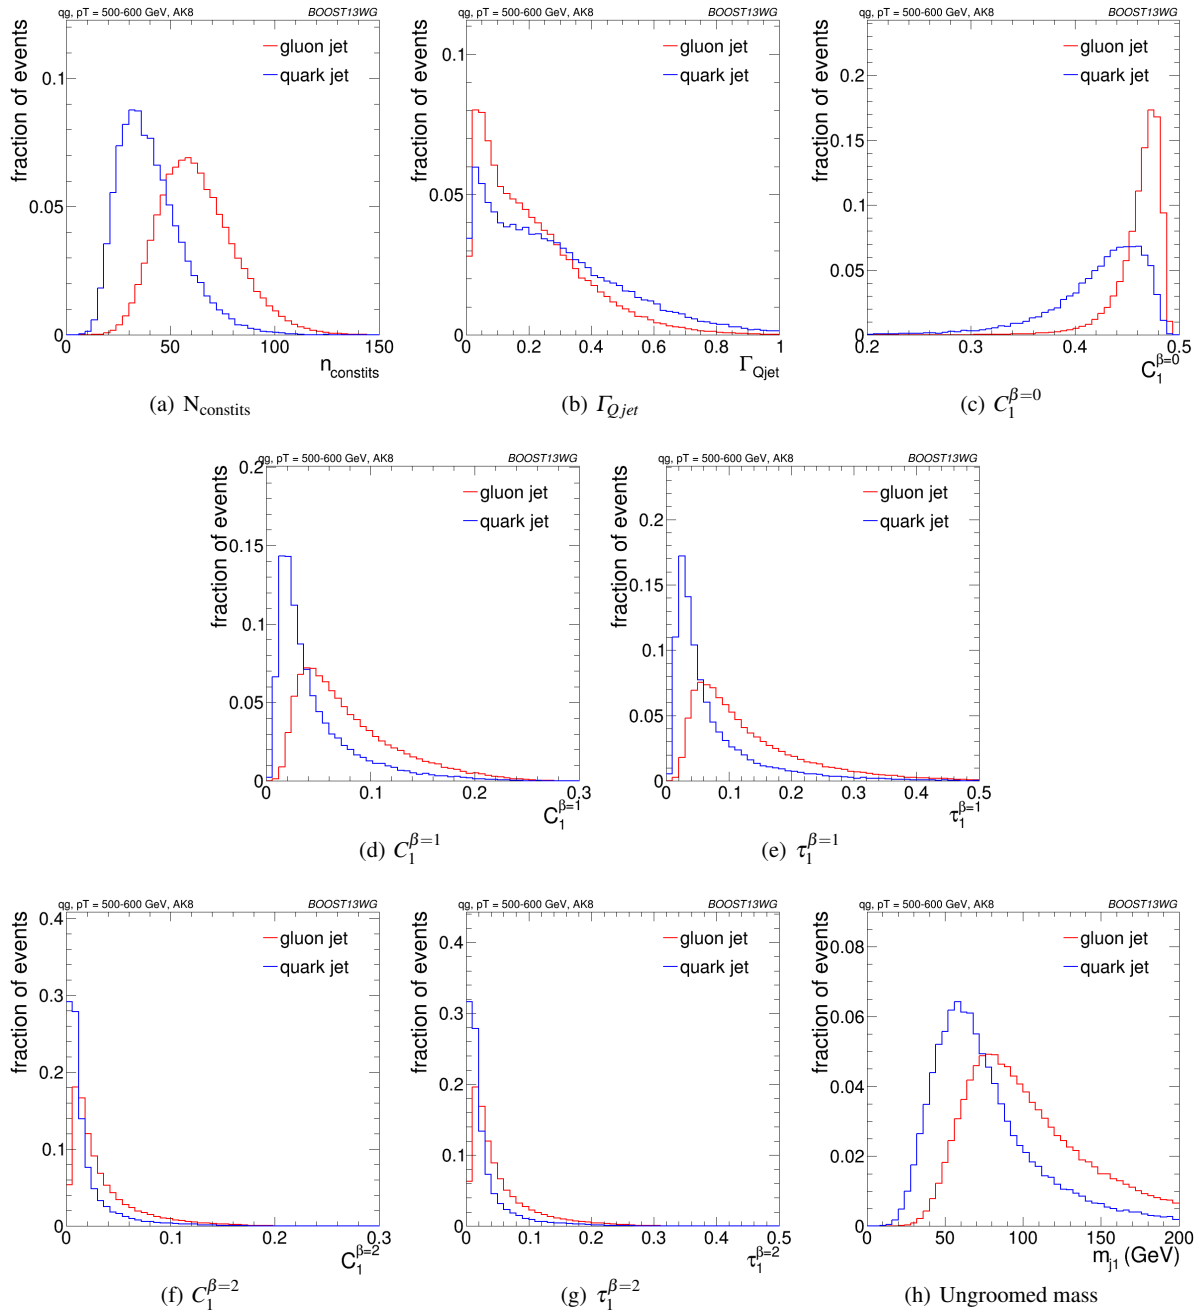 qg, pT = 500-600 GeV, AK8 BOOST13WG
fraction of events
gluon jet
quark jet
0.1
0.05
0
0 50 100 150
n_constits
(a) N_constits
qg, pT = 500-600 GeV, AK8 BOOST13WG
fraction of events
gluon jet
quark jet
0.1
0.05
0
0 0.2 0.4 0.6 0.8 1
Γ_Qjet
(b) Γ_Qjet
qg, pT = 500-600 GeV, AK8 BOOST13WG
fraction of events
gluon jet
quark jet
0.2
0.15
0.1
0.05
0
0.2 0.3 0.4 0.5
C_1^β=0
(c) C_1^β=0
qg, pT = 500-600 GeV, AK8 BOOST13WG
fraction of events
gluon jet
quark jet
0.2
0.15
0.1
0.05
0
0 0.1 0.2 0.3
C_1^β=1
(d) C_1^β=1
qg, pT = 500-600 GeV, AK8 BOOST13WG
fraction of events
gluon jet
quark jet
0.2
0.15
0.1
0.05
0
0 0.1 0.2 0.3 0.4 0.5
τ_1^β=1
(e) τ_1^β=1
qg, pT = 500-600 GeV, AK8 BOOST13WG
fraction of events
gluon jet
quark jet
0.4
0.3
0.2
0.1
0
0 0.1 0.2 0.3
C_1^β=2
(f) C_1^β=2
qg, pT = 500-600 GeV, AK8 BOOST13WG
fraction of events
gluon jet
quark jet
0.4
0.3
0.2
0.1
0
0 0.1 0.2 0.3 0.4 0.5
τ_1^β=2
(g) τ_1^β=2
qg, pT = 500-600 GeV, AK8 BOOST13WG
fraction of events
gluon jet
quark jet
0.08
0.06
0.04
0.02
0
0 50 100 150 200
m_j1 (GeV)
(h) Ungroomed mass